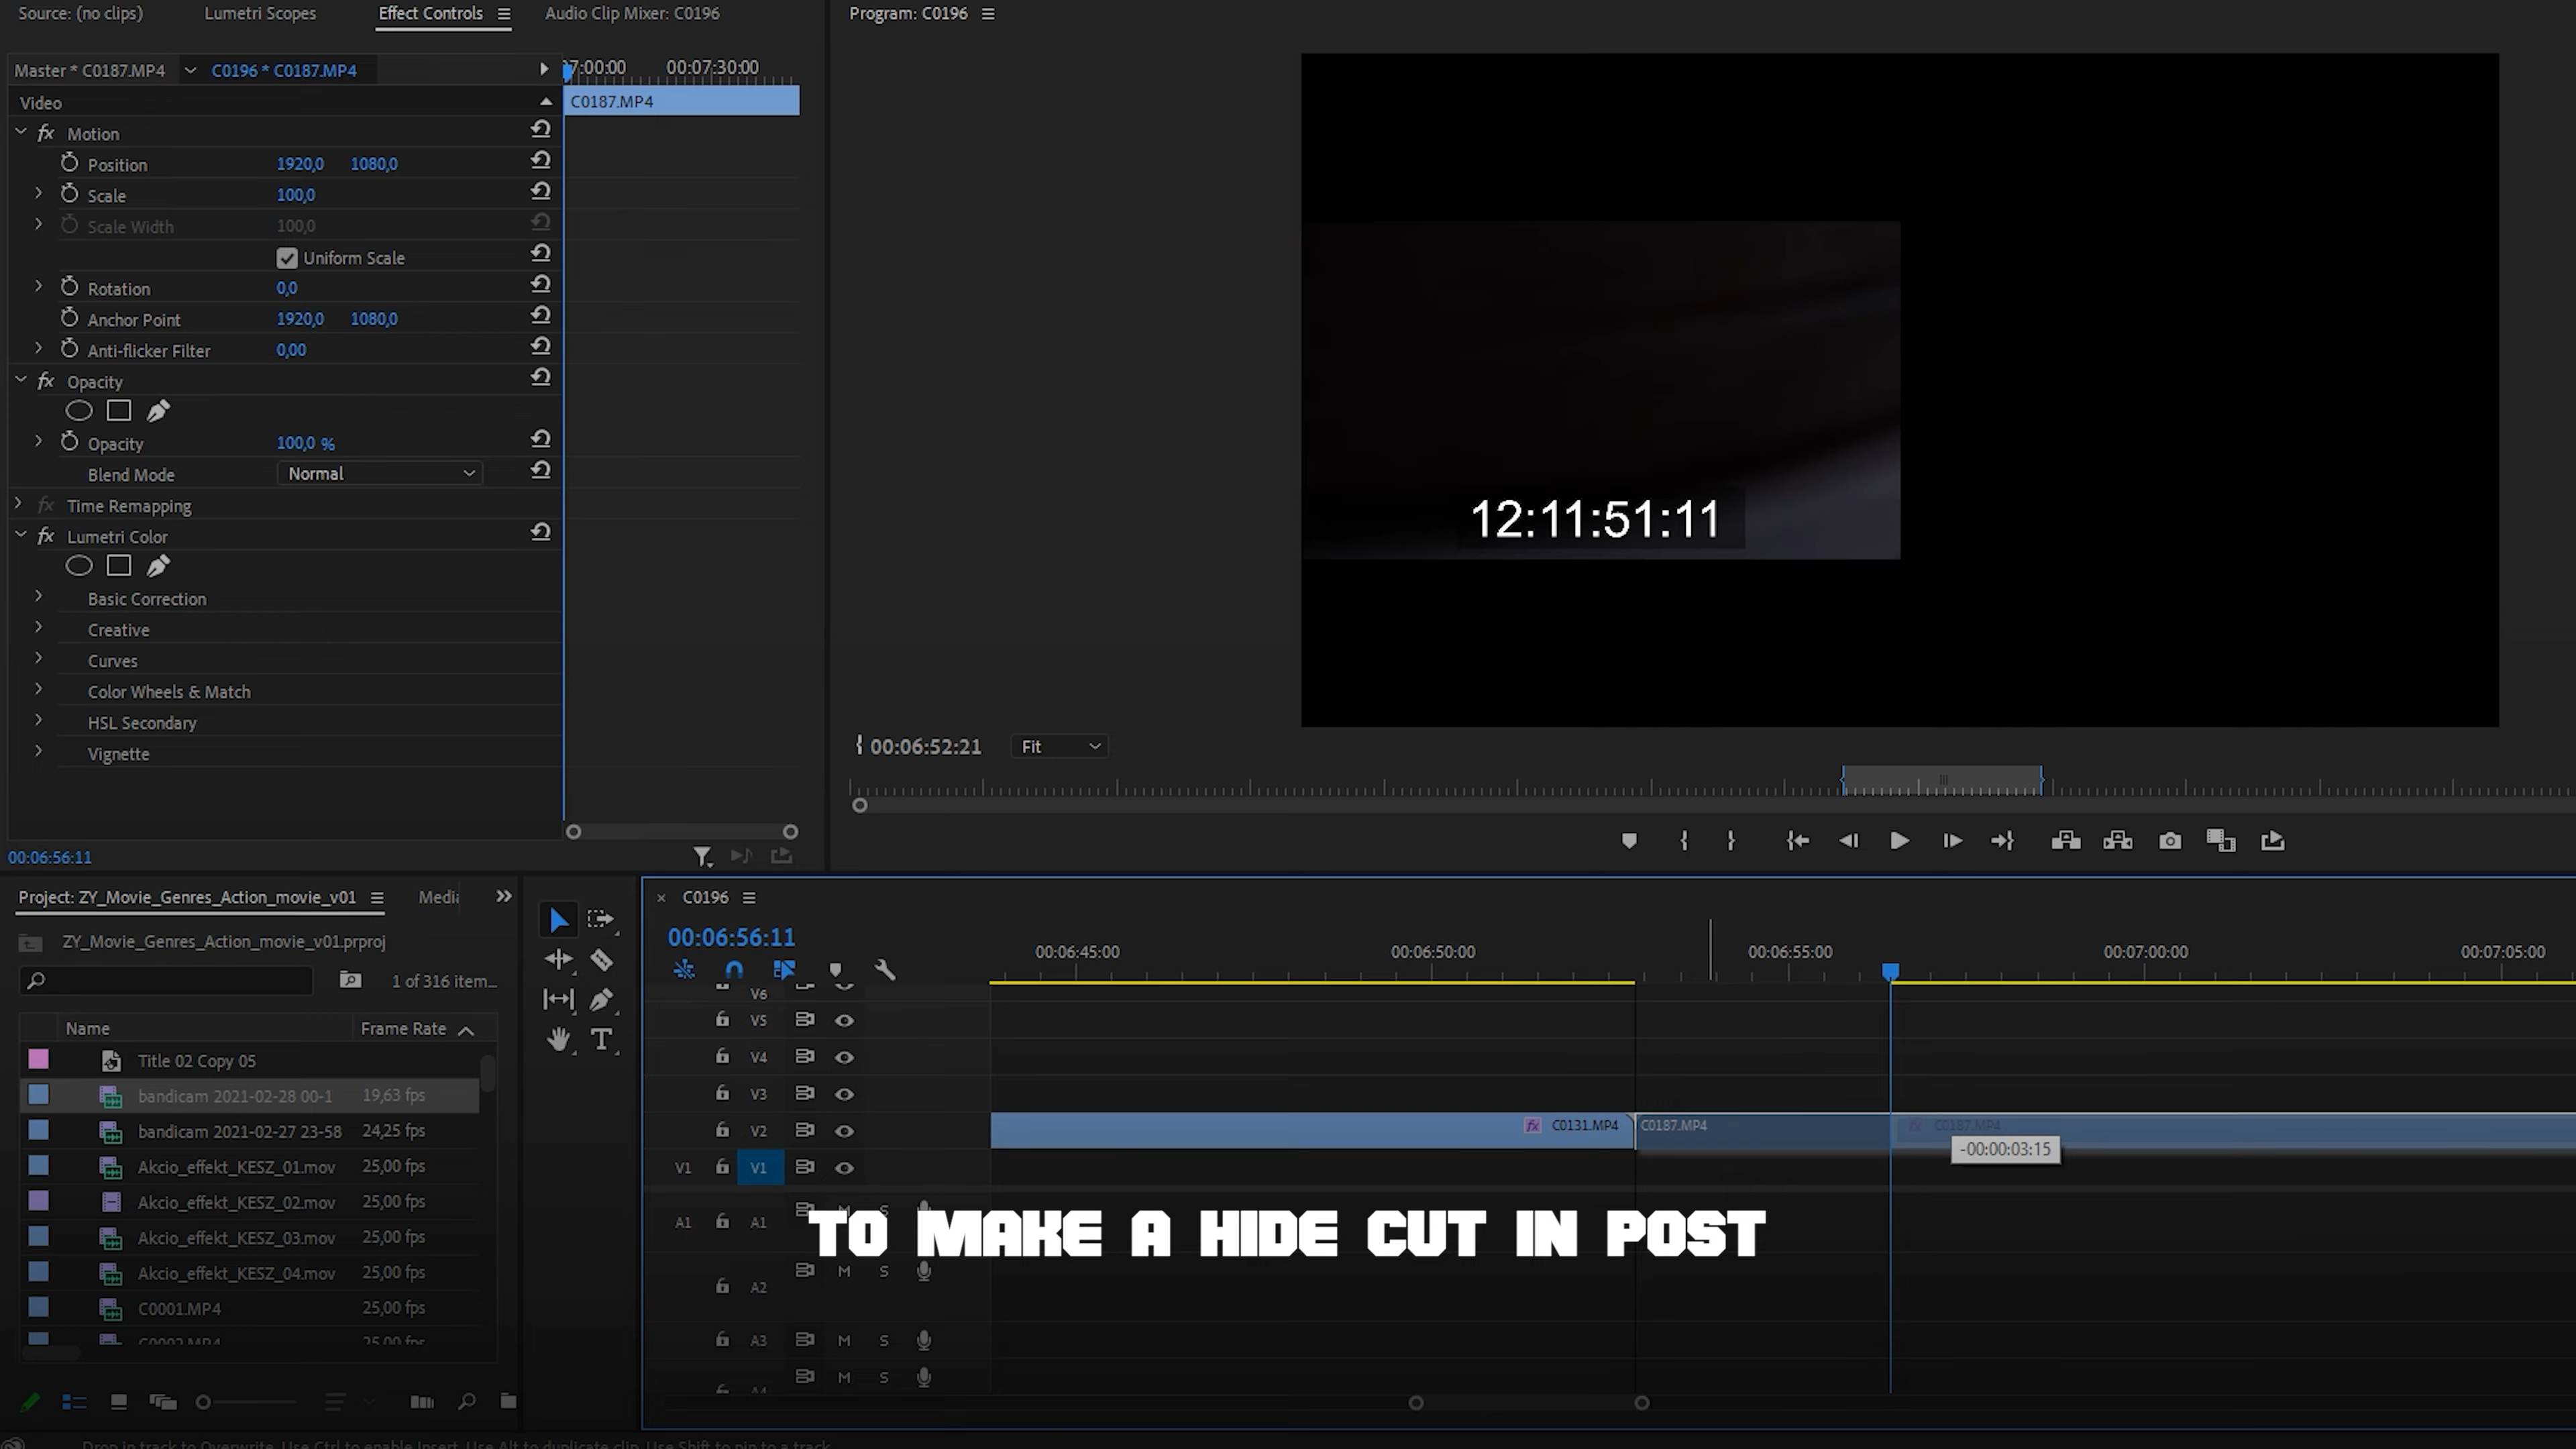 Source: (no clips)
Lumetri Scopes
Effect Controls
Audio Clip Mixer: C0196
Program: C0196
Master * C0187.MP4
C0196 * C0187.MP4
7:00:00
00:07:30:00
Video
C0187.MP4
fx Motion
Position 1920,0 1080,0
Scale 100,0
Scale Width 100,0
Uniform Scale
Rotation 0,0
Anchor Point 1920,0 1080,0
Anti-flicker Filter 0,00
fx Opacity
Opacity 100,0 %
Blend Mode Normal
fx Time Remapping
fx Lumetri Color
Basic Correction
Creative
Curves
Color Wheels & Match
HSL Secondary
Vignette
00:06:56:11
12:11:51:11
00:06:52:21
Fit
Project: ZY_Movie_Genres_Action_movie_v01
ZY_Movie_Genres_Action_movie_v01.prproj
1 of 316 item...
Name Frame Rate
Title 02 Copy 05
bandicam 2021-02-28 00-1 19,63 fps
bandicam 2021-02-27 23-58 24,25 fps
Akcio_effekt_KESZ_01.mov 25,00 fps
Akcio_effekt_KESZ_02.mov 25,00 fps
Akcio_effekt_KESZ_03.mov 25,00 fps
Akcio_effekt_KESZ_04.mov 25,00 fps
C0001.MP4 25,00 fps
C0002.MP4 25,00 fps
C0196
00:06:56:11
00:06:45:00
00:06:50:00
00:06:55:00
00:07:00:00
00:07:05:00
V6
V5
V4
V3
V2
fx C0131.MP4
C0187.MP4
fx C0187.MP4
-00:00:03:15
V1 V1
A1 A1 S
TO MAKE A HIDE CUT IN POST
A2 M S
A3 M S
A4 M S
Drop in track to Overwrite. Use Ctrl to enable Insert. Use Alt to duplicate clip. Use Shift to pin to a track.